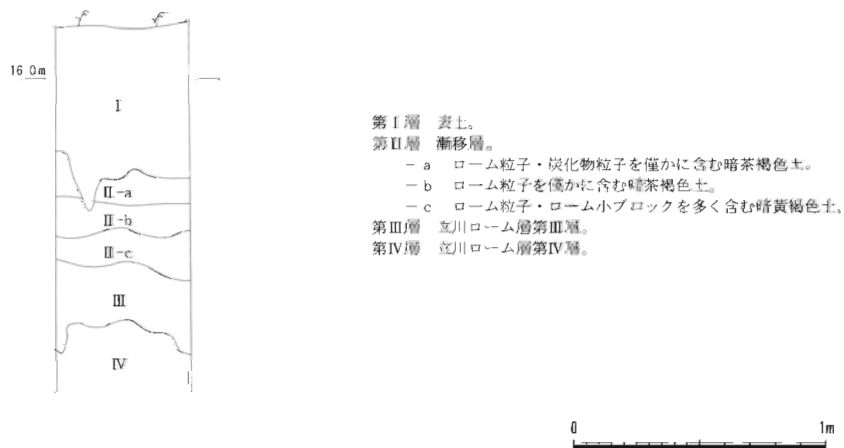 16.0m
I
II-a
II-b
II-c
III
IV
第Ⅰ層 表土。
第Ⅱ層 漸移層。
－a ローム粒子・炭化物粒子を僅かに含む暗茶褐色土。
－b ローム粒子を僅かに含む暗茶褐色土。
－c ローム粒子・ローム小ブロックを多く含む暗黄褐色土。
第Ⅲ層 立川ローム層第Ⅲ層。
第Ⅳ層 立川ローム層第Ⅳ層。
0 1m